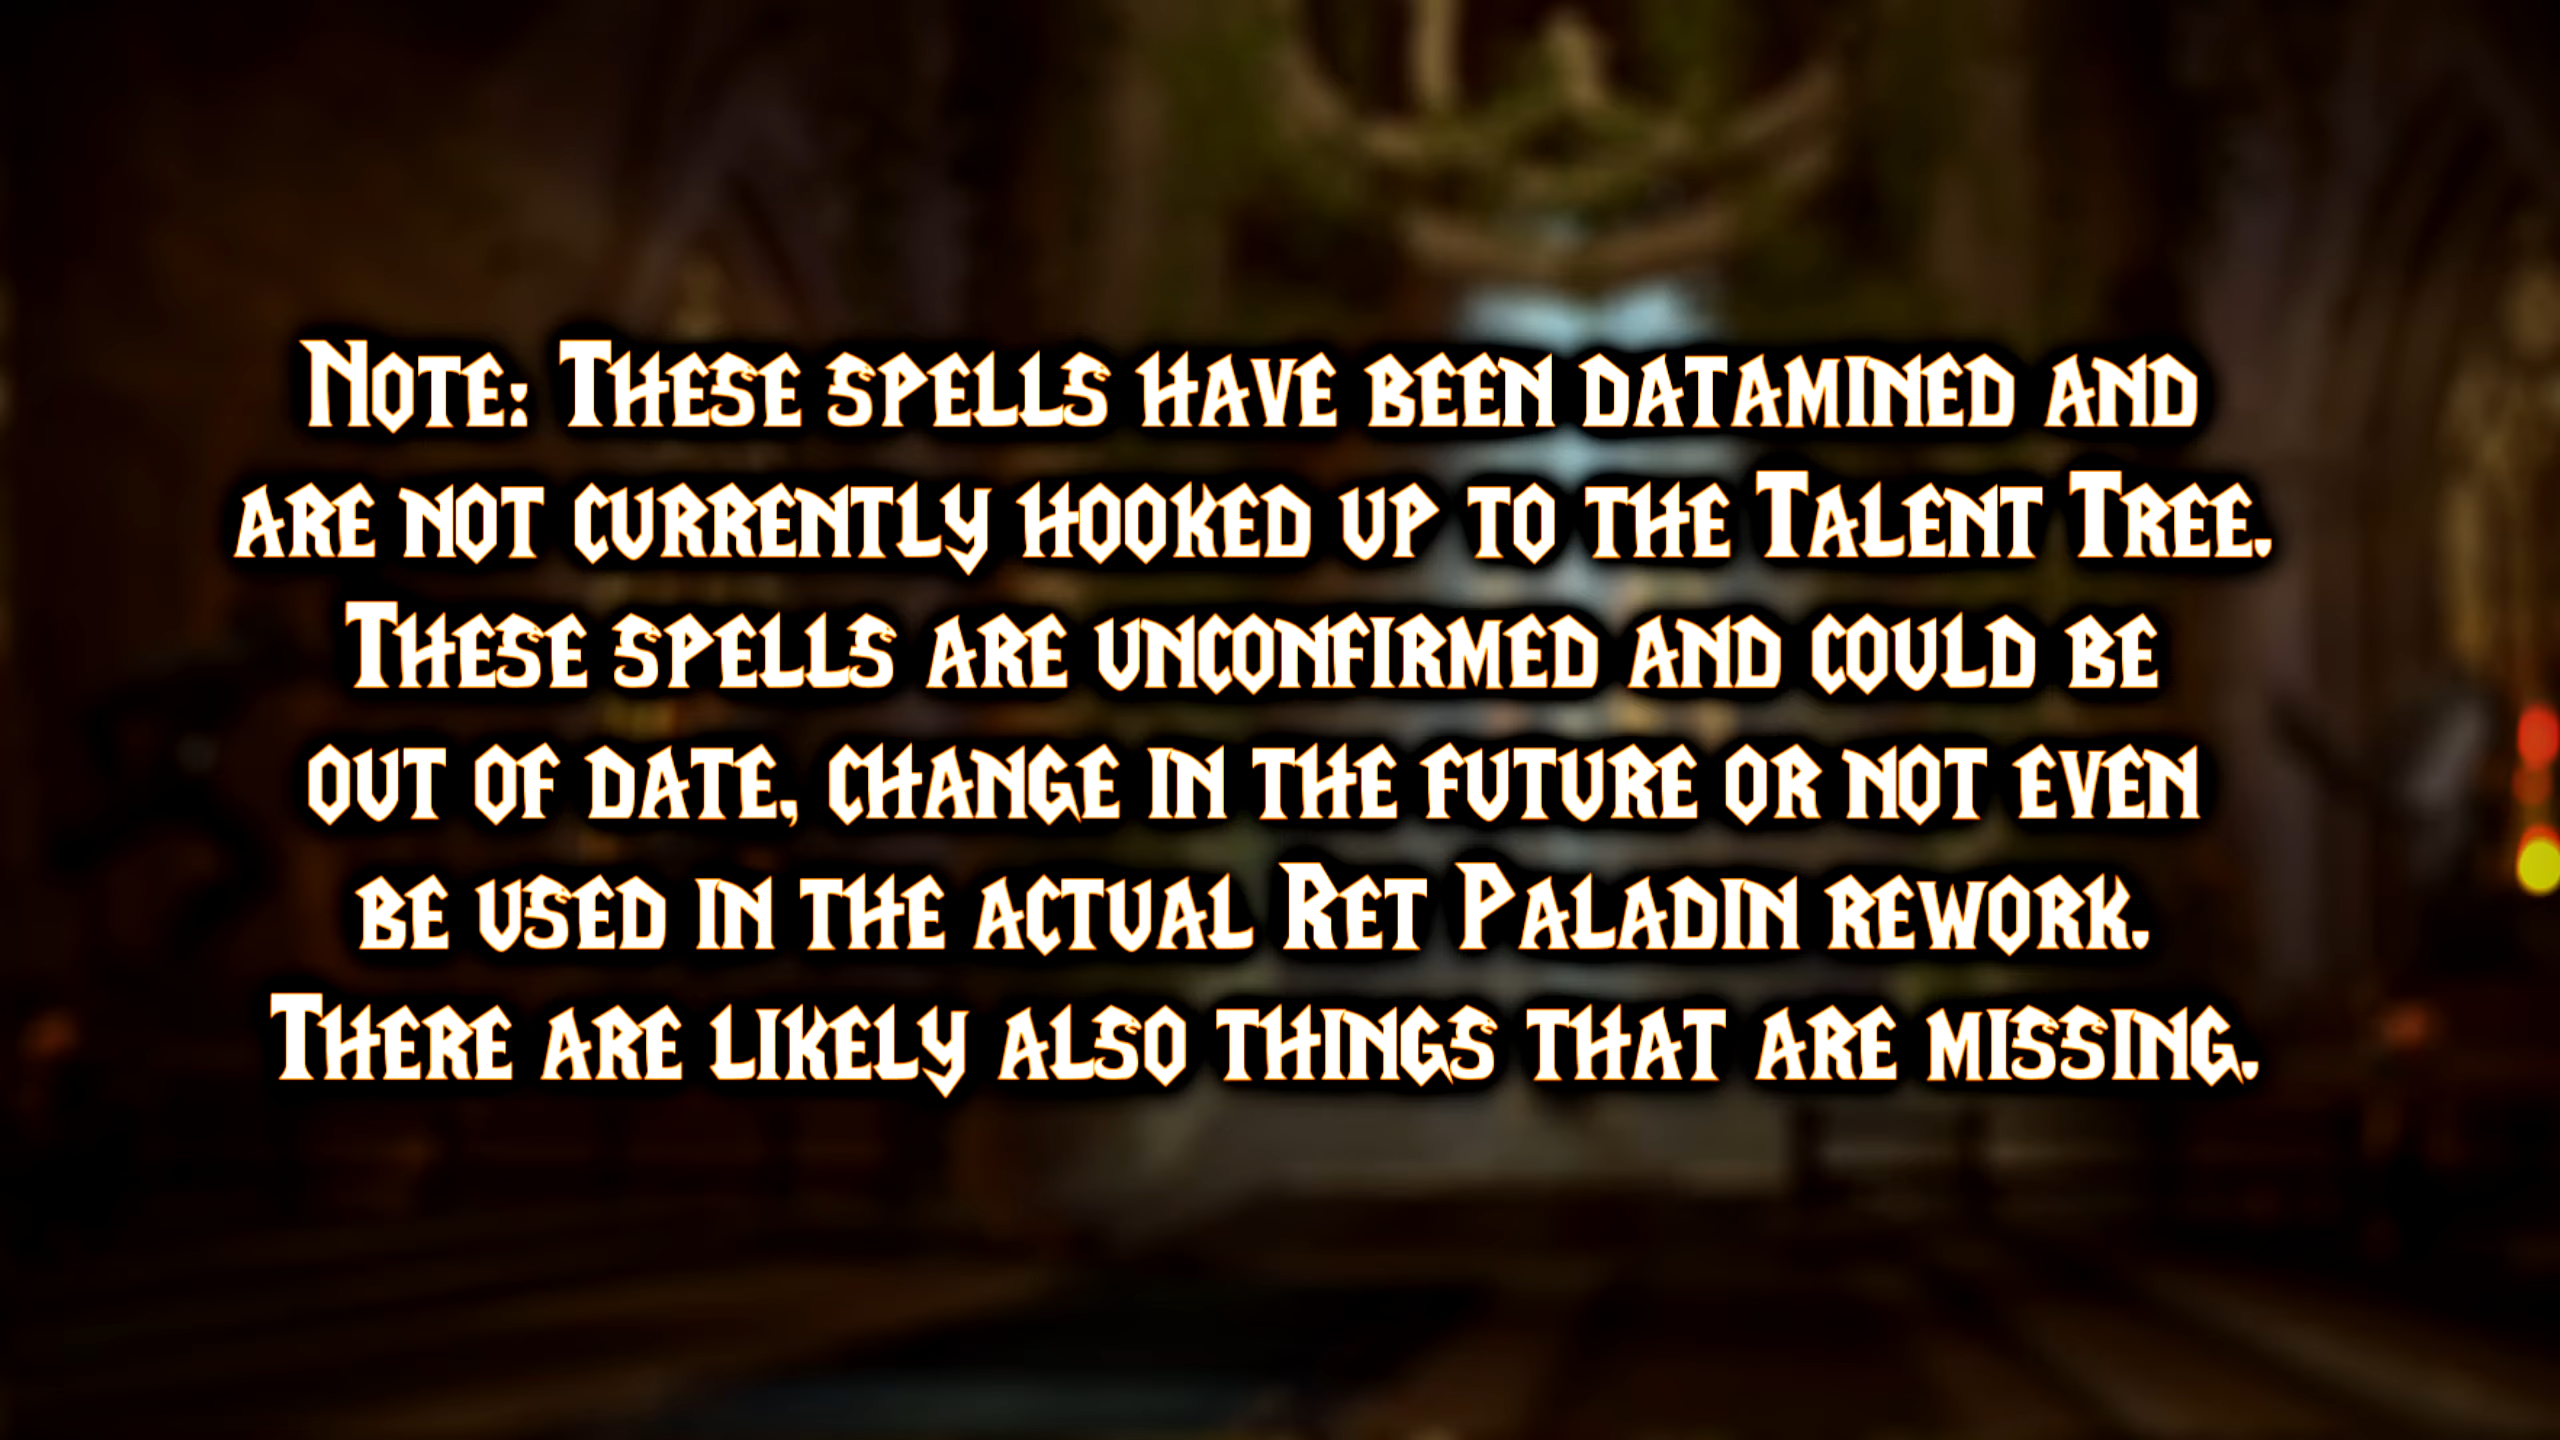 Note: These spells have been datamined and
are not currently hooked up to the Talent Tree.
These spells are unconfirmed and could be
out of date, change in the future or not even
be used in the actual Ret Paladin rework.
There are likely also things that are missing.